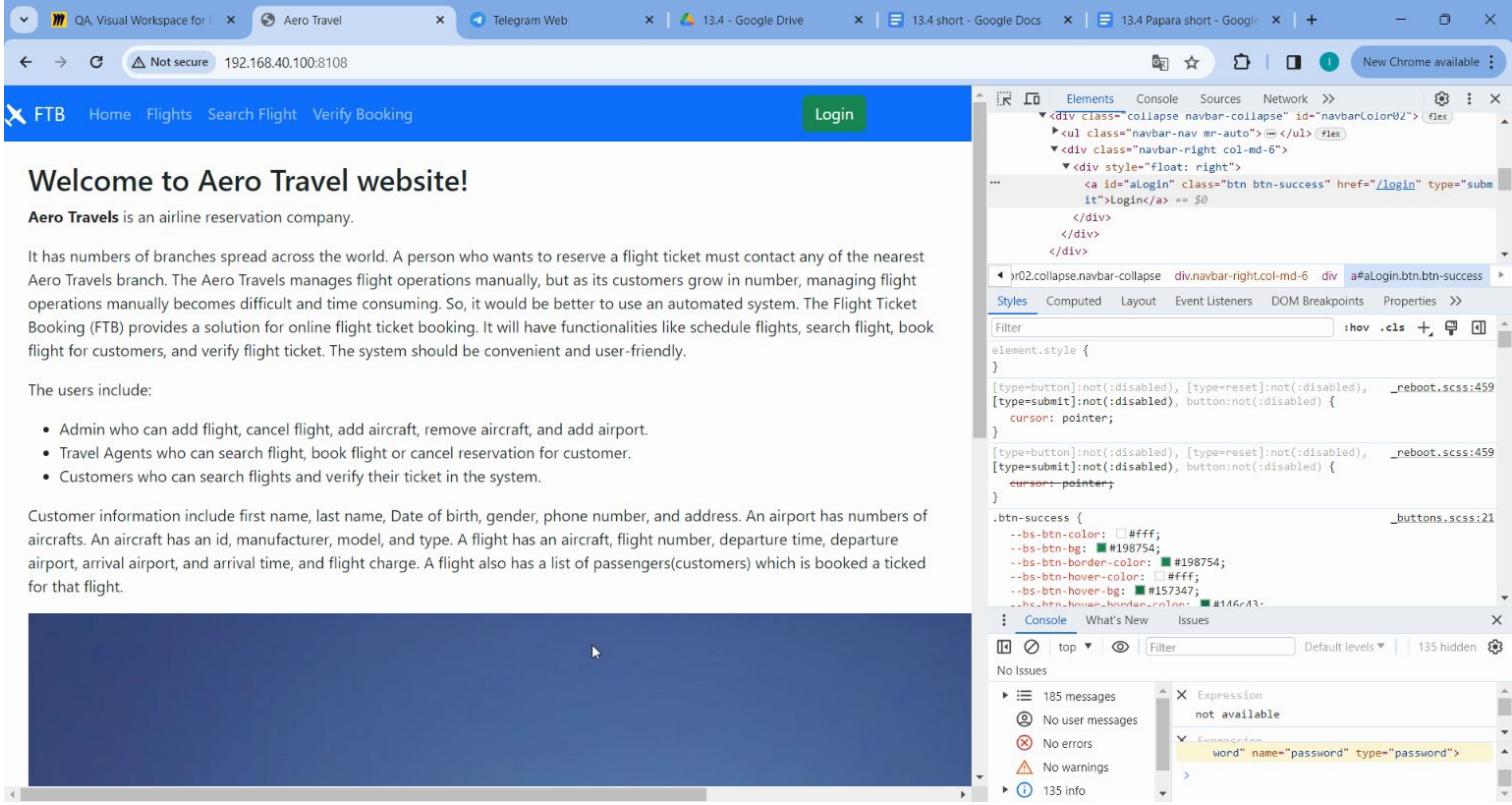 QA, Visual Workspace for I
Aero Travel
Telegram Web
13.4 - Google Drive
13.4 short - Google Docs
13.4 Papara short - Google
Not secure 192.168.40.100:8108
New Chrome available
FTB Home Flights Search Flight Verify Booking Login
Welcome to Aero Travel website!
Aero Travels is an airline reservation company.
It has numbers of branches spread across the world. A person who wants to reserve a flight ticket must contact any of the nearest
Aero Travels branch. The Aero Travels manages flight operations manually, but as its customers grow in number, managing flight
operations manually becomes difficult and time consuming. So, it would be better to use an automated system. The Flight Ticket
Booking (FTB) provides a solution for online flight ticket booking. It will have functionalities like schedule flights, search flight, book
flight for customers, and verify flight ticket. The system should be convenient and user-friendly.
The users include:
• Admin who can add flight, cancel flight, add aircraft, remove aircraft, and add airport.
• Travel Agents who can search flight, book flight or cancel reservation for customer.
• Customers who can search flights and verify their ticket in the system.
Customer information include first name, last name, Date of birth, gender, phone number, and address. An airport has numbers of
aircrafts. An aircraft has an id, manufacturer, model, and type. A flight has an aircraft, flight number, departure time, departure
airport, arrival airport, and arrival time, and flight charge. A flight also has a list of passengers(customers) which is booked a ticked
for that flight.
Elements Console Sources Network
<div class="collapse navbar-collapse" id="navbarColor02"> flex
<ul class="navbar-nav mr-auto"> … </ul> flex
<div class="navbar-right col-md-6">
<div style="float: right">
<a id="aLogin" class="btn btn-success" href="/login" type="subm
it">Login</a> == $0
</div>
</div>
</div>
or02.collapse.navbar-collapse div.navbar-right.col-md-6 div a#aLogin.btn.btn-success
Styles Computed Layout Event Listeners DOM Breakpoints Properties
Filter :hov .cls
element.style {
}
[type=button]:not(:disabled), [type=reset]:not(:disabled), _reboot.scss:459
[type=submit]:not(:disabled), button:not(:disabled) {
cursor: pointer;
}
[type=button]:not(:disabled), [type=reset]:not(:disabled), _reboot.scss:459
[type=submit]:not(:disabled), button:not(:disabled) {
cursor: pointer;
}
.btn-success { _buttons.scss:21
--bs-btn-color: #fff;
--bs-btn-bg: #198754;
--bs-btn-border-color: #198754;
--bs-btn-hover-color: #fff;
--bs-btn-hover-bg: #157347;
--bs-btn-hover-border-color: #146c43;
Console What's New Issues
top Filter Default levels 135 hidden
No Issues
185 messages
No user messages
No errors
No warnings
135 info
Expression
not available
Expression
word" name="password" type="password">